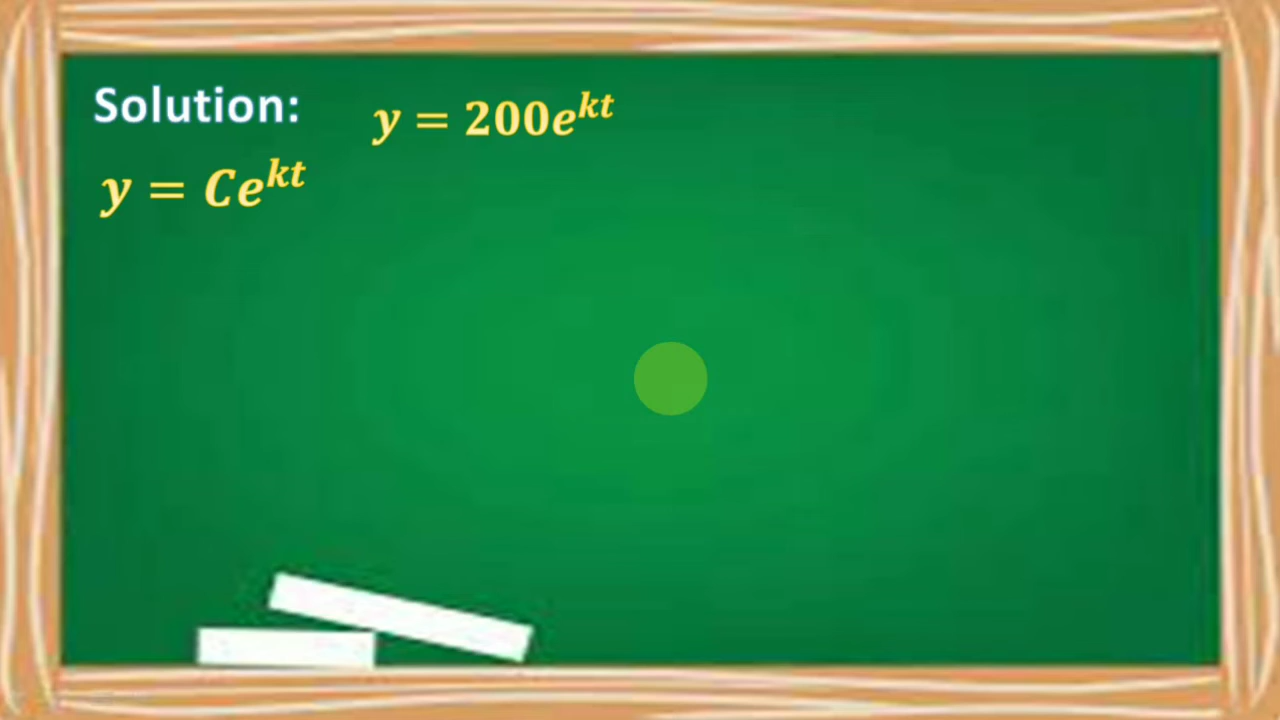 Solution:
y = Ce^{kt}
y = 200e^{kt}